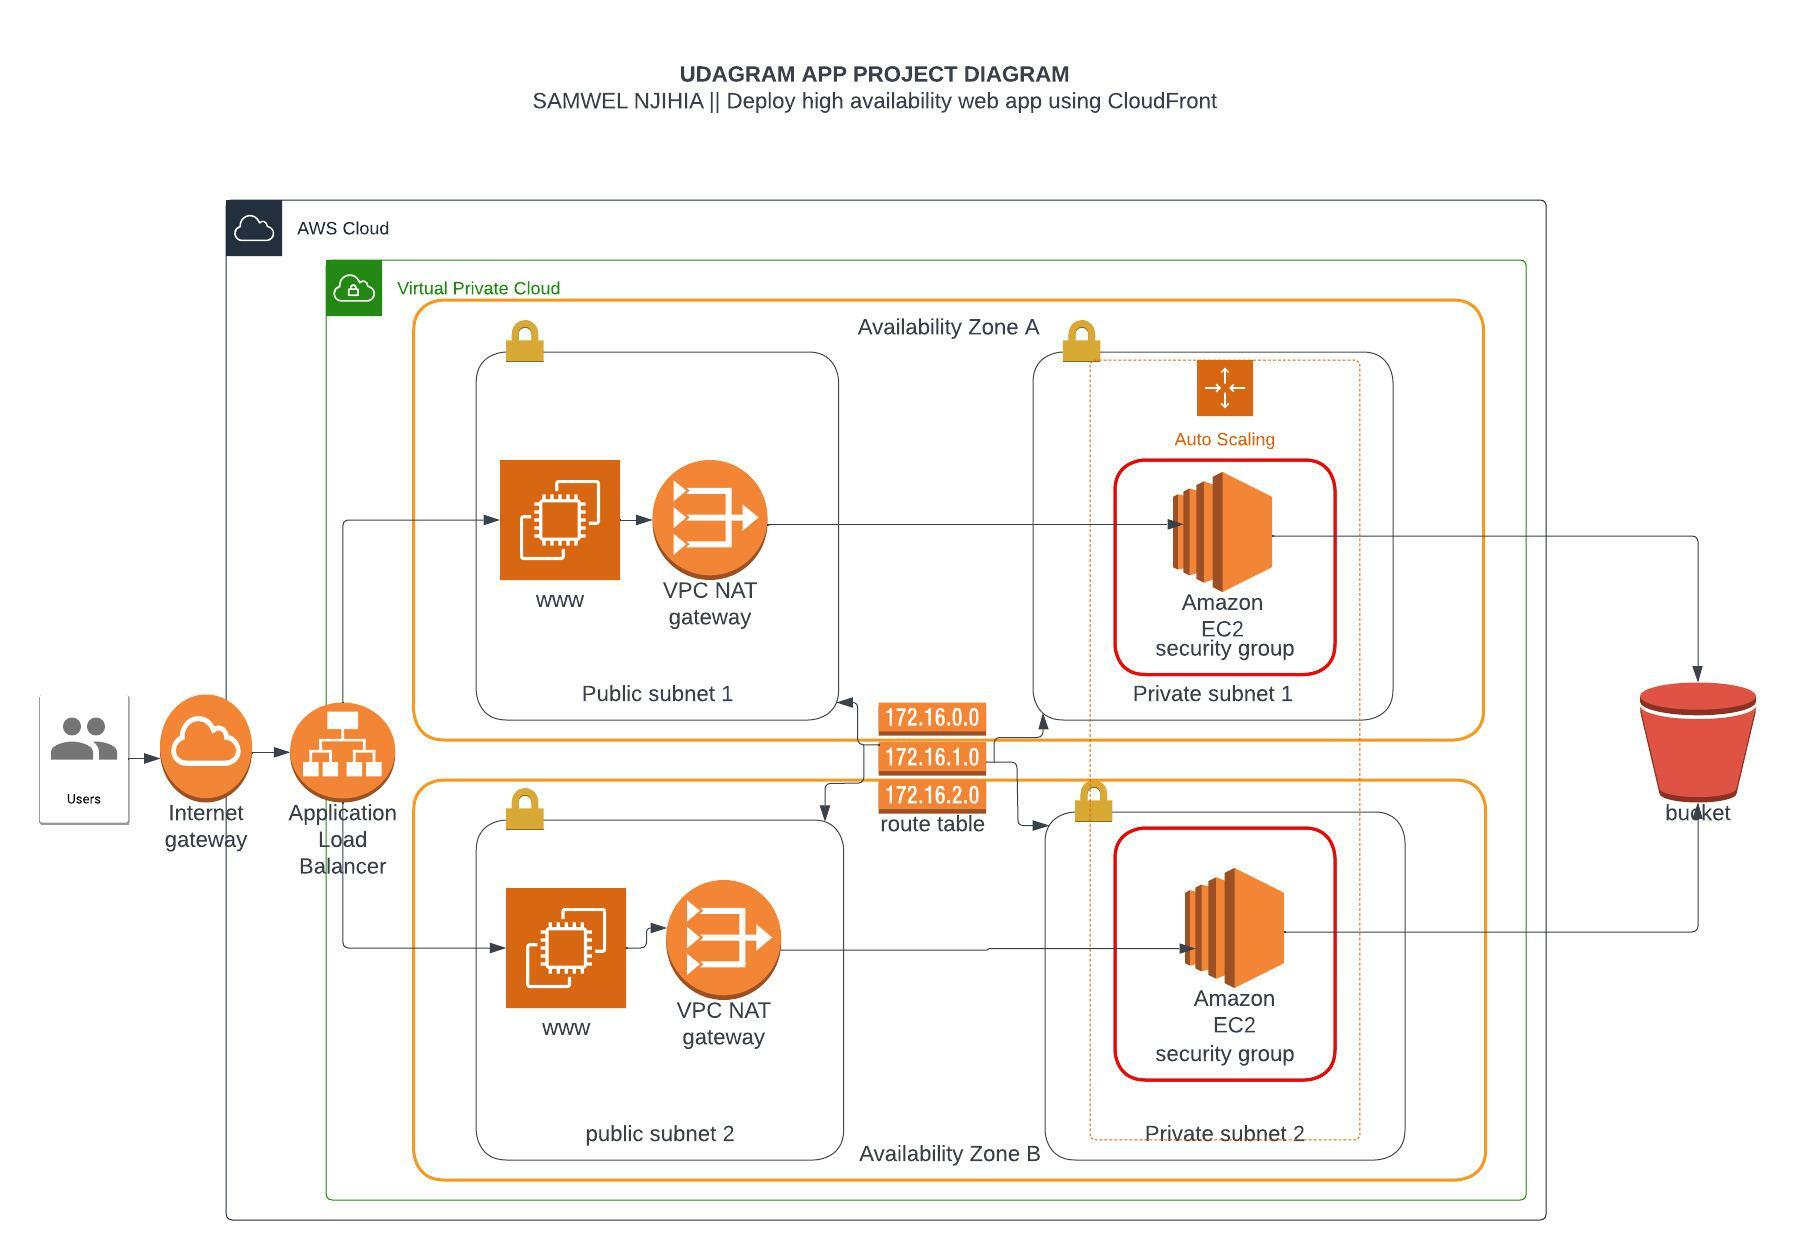 UDAGRAM APP PROJECT DIAGRAM
SAMWEL NJIHIA || Deploy high availability web app using CloudFront
AWS Cloud
Virtual Private Cloud
Availability Zone A
Auto Scaling
www
VPC NAT
gateway
Amazon
EC2
security group
Public subnet 1
Private subnet 1
172.16.0.0
172.16.1.0
172.16.2.0
route table
Users
Internet
gateway
Application
Load
Balancer
bucket
www
VPC NAT
gateway
Amazon
EC2
security group
public subnet 2
Private subnet 2
Availability Zone B